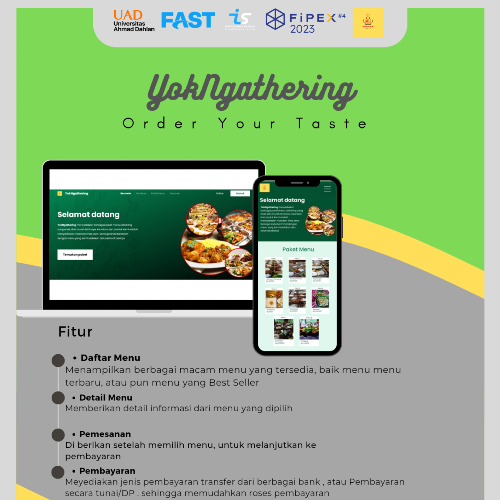 UAD
Universitas
Ahmad Dahlan
FAST
is
FiPEX #4
2023
YokNgathering
Order Your Taste
YokNgathering
Selamat datang
Selamat datang
Paket Menu
Fitur
• Daftar Menu
Menampilkan berbagai macam menu yang tersedia, baik menu menu
terbaru, atau pun menu yang Best Seller
• Detail Menu
Memberikan detail informasi dari menu yang dipilih
• Pemesanan
Di berikan setelah memilih menu, untuk melanjutkan ke
pembayaran
• Pembayaran
Meyediakan jenis pembayaran transfer dari berbagai bank , atau Pembayaran
secara tunai/DP . sehingga memudahkan roses pembayaran